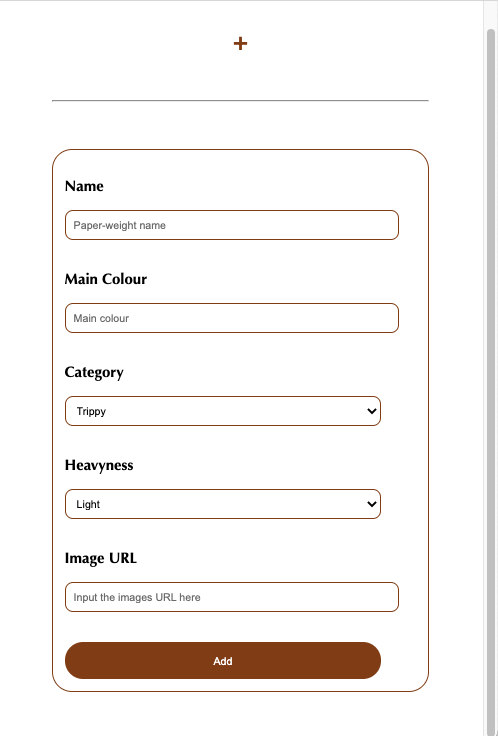 +
Name
Paper-weight name
Main Colour
Main colour
Category
Trippy
Heavyness
Light
Image URL
Input the images URL here
Add